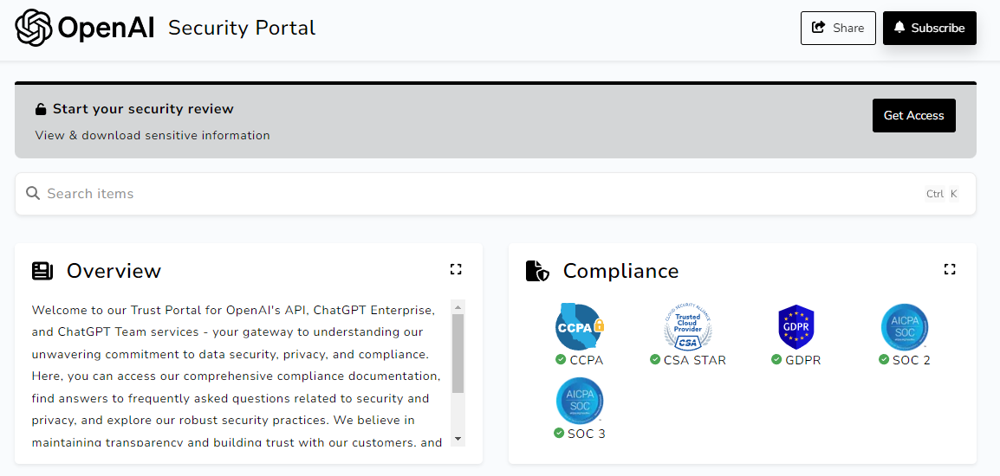 OpenAI Security Portal
Share
Subscribe
Start your security review
View & download sensitive information
Get Access
Search items
Ctrl K
Overview
Welcome to our Trust Portal for OpenAI's API, ChatGPT Enterprise,
and ChatGPT Team services - your gateway to understanding our
unwavering commitment to data security, privacy, and compliance.
Here, you can access our comprehensive compliance documentation,
find answers to frequently asked questions related to security and
privacy, and explore our robust security practices. We believe in
maintaining transparency and building trust with our customers, and
Compliance
CCPA
CCPA
CLOUD SECURITY ALLIANCE
Trusted
Cloud
Provider
CSA
CSA STAR
GDPR
GDPR
AICPA
SOC
SOC 2
AICPA
SOC
SOC 3